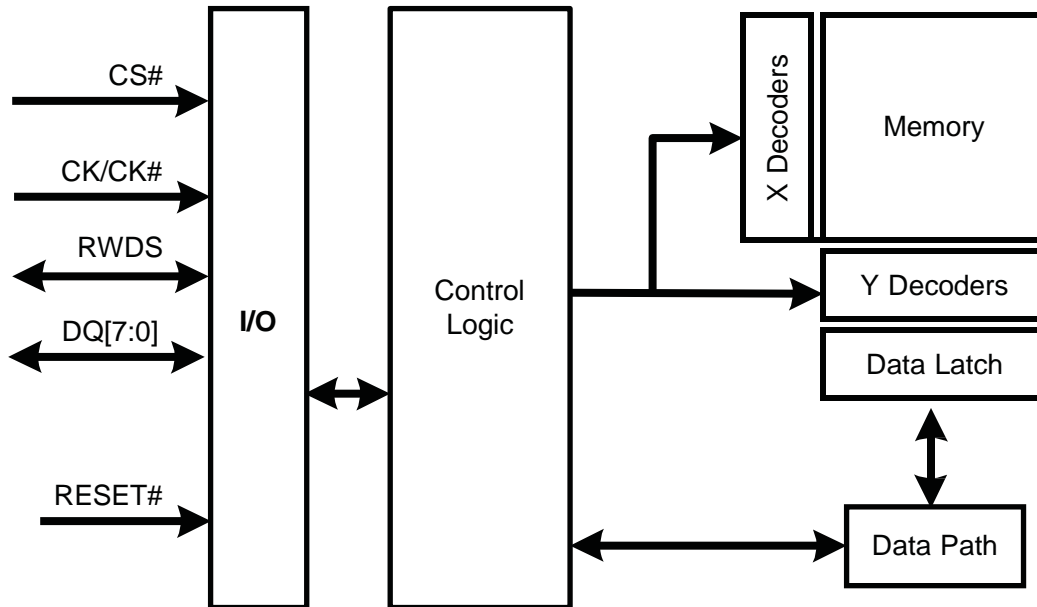 CS#
CK/CK#
RWDS
DQ[7:0]
RESET#
I/O
Control
Logic
X Decoders
Memory
Y Decoders
Data Latch
Data Path